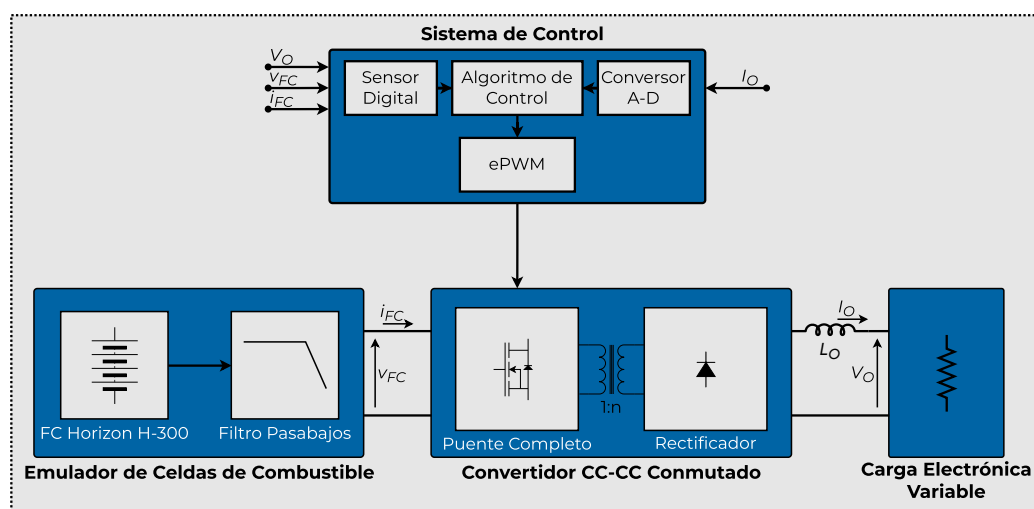 Sistema de Control
V_O
v_FC
i_FC
Sensor
Digital
Algoritmo de
Control
Conversor
A-D
I_O
ePWM
i_FC
v_FC
FC Horizon H-300
Filtro Pasabajos
Emulador de Celdas de Combustible
1:n
Puente Completo
Rectificador
Convertidor CC-CC Conmutado
I_O
L_O
V_O
Carga Electrónica
Variable